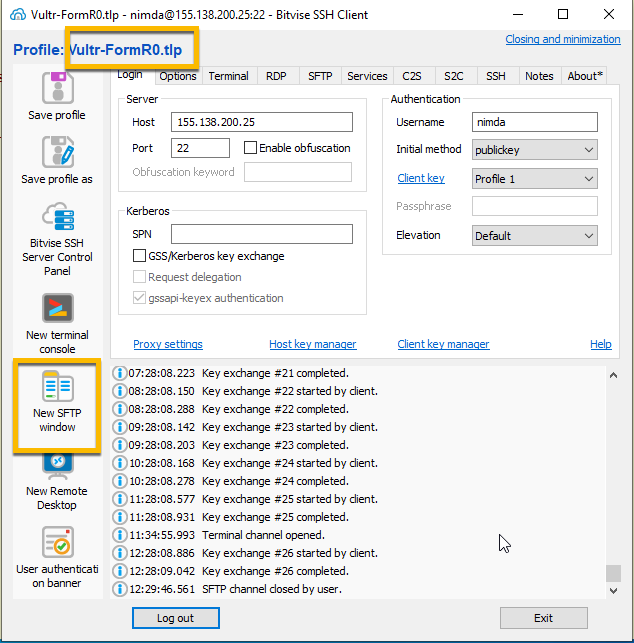 Vultr-FormR0.tlp - nimda@155.138.200.25:22 - Bitvise SSH Client
Profile: Vultr-FormR0.tlp
Closing and minimization
Login Options Terminal RDP SFTP Services C2S S2C SSH Notes About*
Save profile
Save profile as
Bitvise SSH
Server Control
Panel
New terminal
console
New SFTP
window
New Remote
Desktop
User authenticati
on banner
Server
Host 155.138.200.25
Port 22 Enable obfuscation
Obfuscation keyword
Kerberos
SPN
GSS/Kerberos key exchange
Request delegation
gssapi-keyex authentication
Authentication
Username nimda
Initial method publickey
Client key Profile 1
Passphrase
Elevation Default
Proxy settings Host key manager Client key manager Help
07:28:08.223 Key exchange #21 completed.
08:28:08.150 Key exchange #22 started by client.
08:28:08.288 Key exchange #22 completed.
09:28:08.142 Key exchange #23 started by client.
09:28:08.203 Key exchange #23 completed.
10:28:08.168 Key exchange #24 started by client.
10:28:08.278 Key exchange #24 completed.
11:28:08.577 Key exchange #25 started by client.
11:28:08.931 Key exchange #25 completed.
11:34:55.993 Terminal channel opened.
12:28:08.886 Key exchange #26 started by client.
12:28:09.042 Key exchange #26 completed.
12:29:46.561 SFTP channel closed by user.
Log out Exit